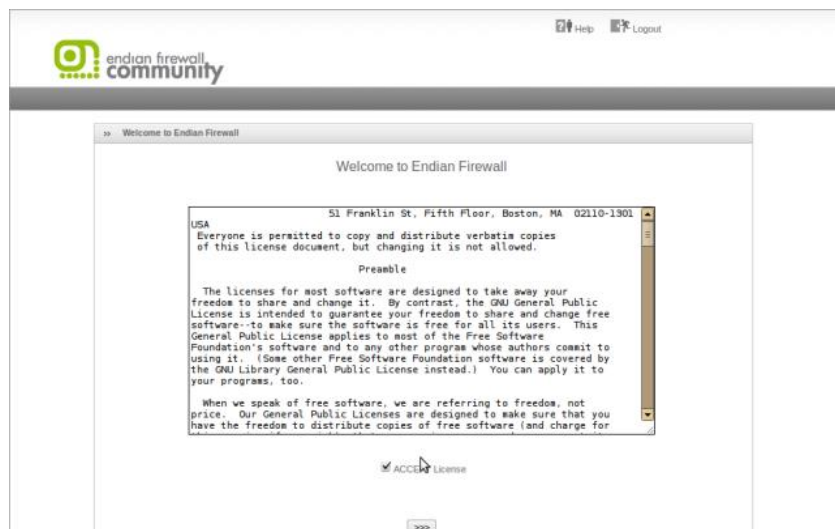 Help Logout
endian firewall
community
>> Welcome to Endian Firewall
Welcome to Endian Firewall
51 Franklin St, Fifth Floor, Boston, MA 02110-1301
USA
Everyone is permitted to copy and distribute verbatim copies
of this license document, but changing it is not allowed.
Preamble
The licenses for most software are designed to take away your
freedom to share and change it. By contrast, the GNU General Public
License is intended to guarantee your freedom to share and change free
software--to make sure the software is free for all its users. This
General Public License applies to most of the Free Software
Foundation's software and to any other program whose authors commit to
using it. (Some other Free Software Foundation software is covered by
the GNU Library General Public License instead.) You can apply it to
your programs, too.
When we speak of free software, we are referring to freedom, not
price. Our General Public Licenses are designed to make sure that you
have the freedom to distribute copies of free software (and charge for
ACCEPT License
>>>